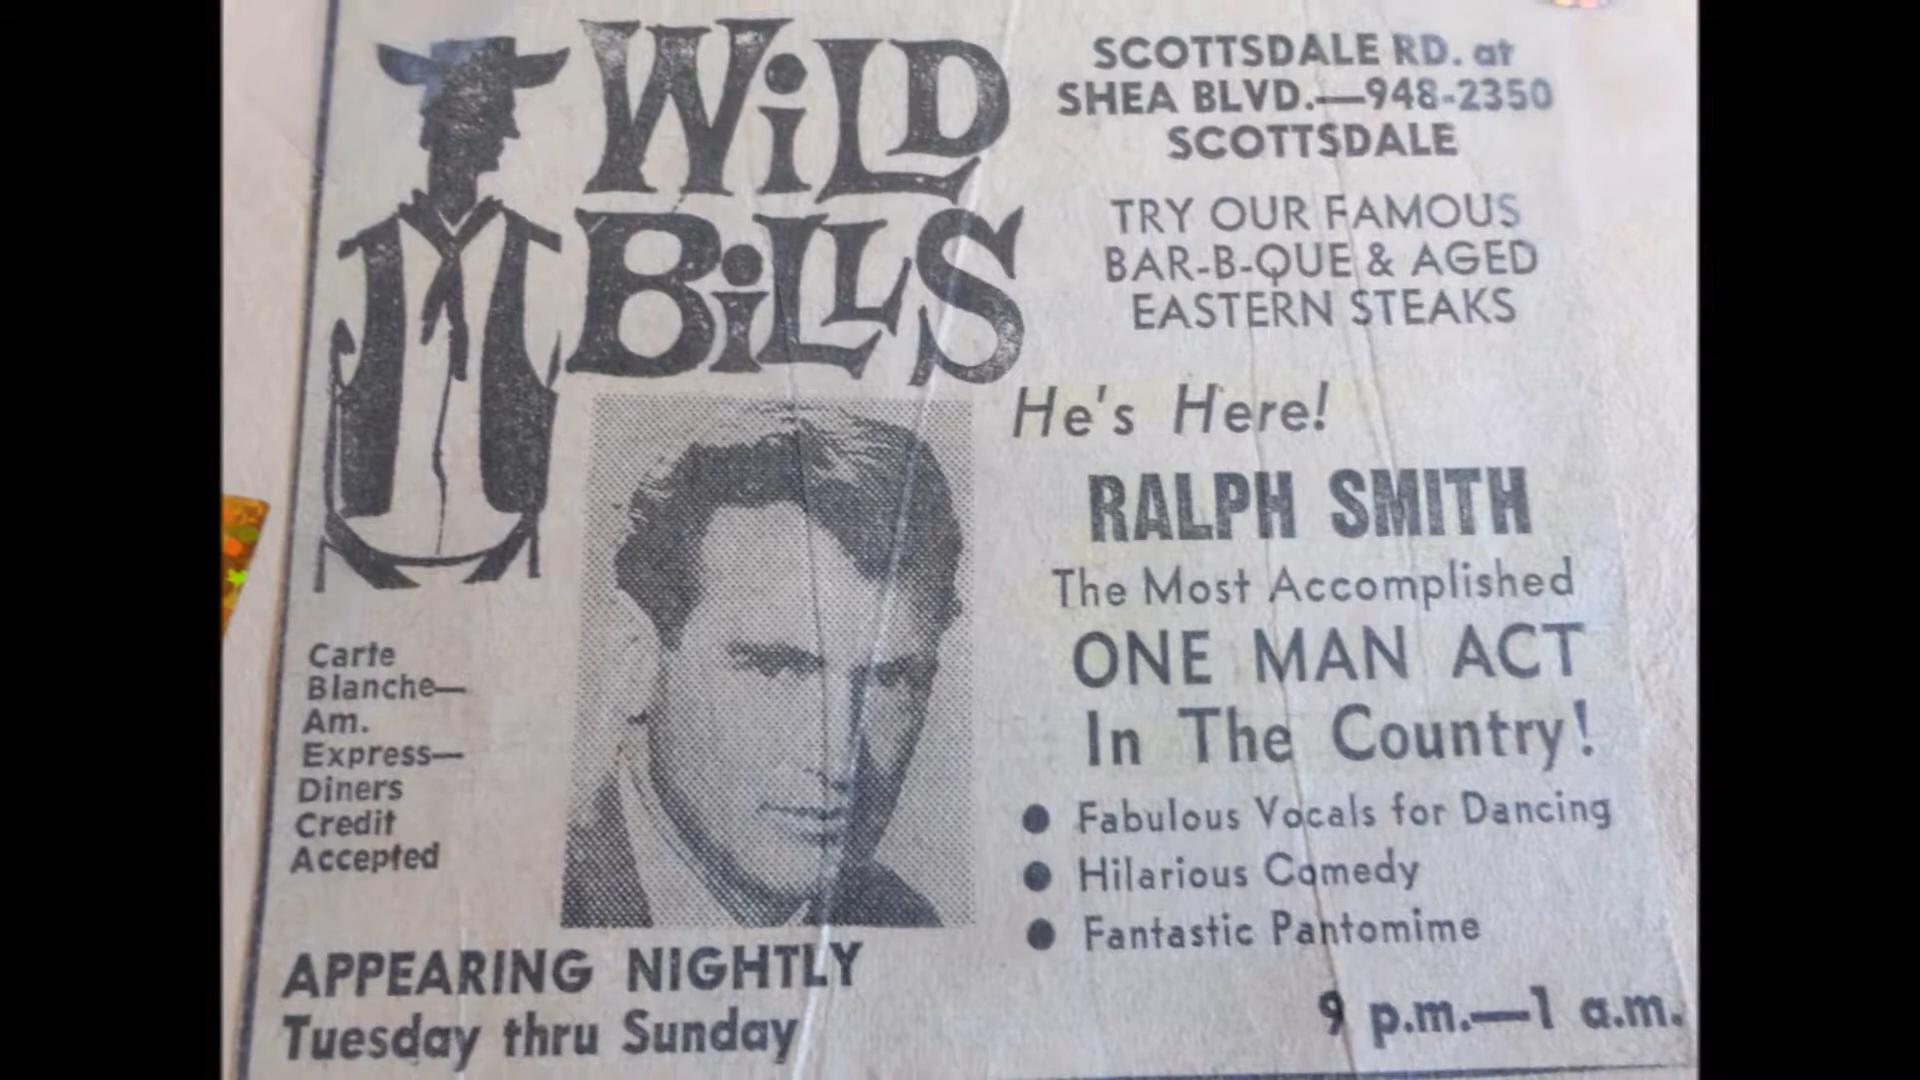 WiLD
BiLLS
SCOTTSDALE RD. at
SHEA BLVD.—948-2350
SCOTTSDALE
TRY OUR FAMOUS
BAR-B-QUE & AGED
EASTERN STEAKS
He's Here!
RALPH SMITH
The Most Accomplished
ONE MAN ACT
In The Country!
● Fabulous Vocals for Dancing
● Hilarious Comedy
● Fantastic Pantomime
Carte
Blanche—
Am.
Express—
Diners
Credit
Accepted
APPEARING NIGHTLY
Tuesday thru Sunday
9 p.m.—1 a.m.